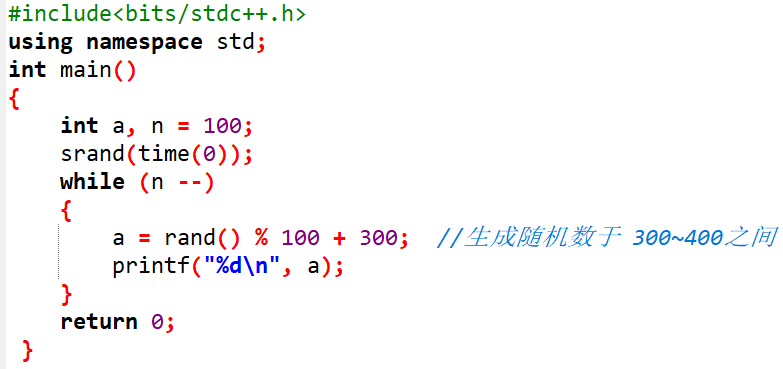 #include<bits/stdc++.h>
using namespace std;
int main()
{
    int a, n = 100;
    srand(time(0));
    while (n --)
    {
        a = rand() % 100 + 300;  //生成随机数于 300~400之间
        printf("%d\n", a);
    }
    return 0;
}